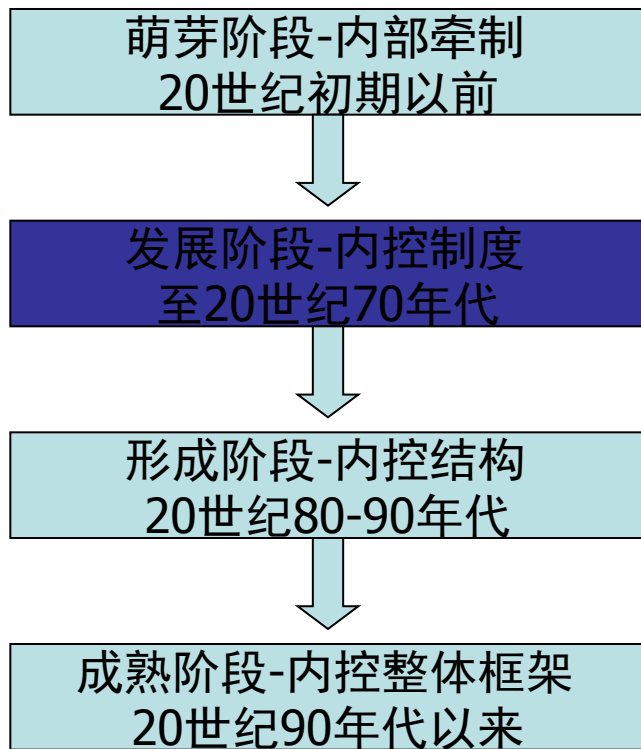 萌芽阶段-内部牵制
20世纪初期以前
发展阶段-内控制度
至20世纪70年代
形成阶段-内控结构
20世纪80-90年代
成熟阶段-内控整体框架
20世纪90年代以来